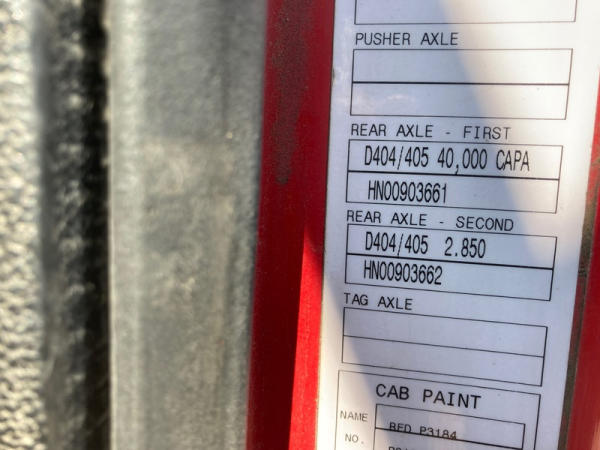 PUSHER AXLE
REAR AXLE - FIRST
D404/405 40,000 CAPA
HN00903661
REAR AXLE - SECOND
D404/405 2.850
HN00903662
TAG AXLE
CAB PAINT
NAME RED P3184
NO.